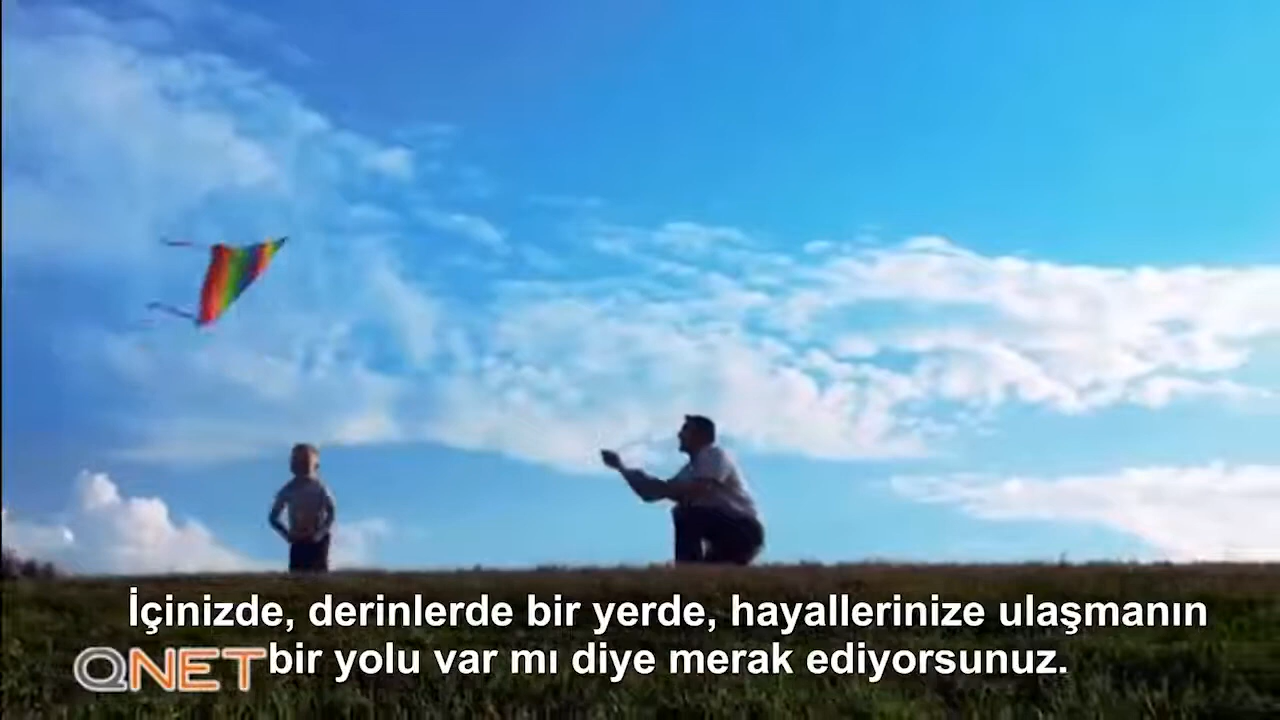 İçinizde, derinlerde bir yerde, hayallerinize ulaşmanın
bir yolu var mı diye merak ediyorsunuz.
QNET